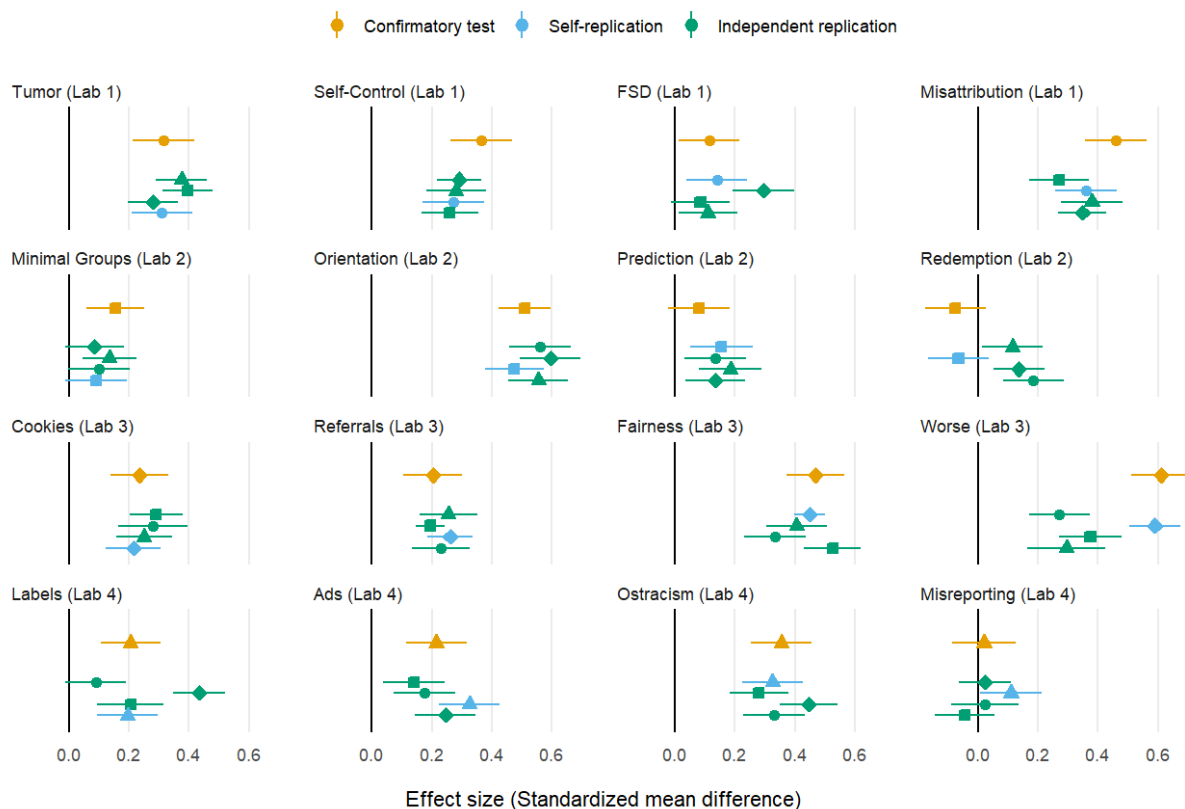 Confirmatory test Self-replication Independent replication
Tumor (Lab 1) Self-Control (Lab 1) FSD (Lab 1) Misattribution (Lab 1)
Minimal Groups (Lab 2) Orientation (Lab 2) Prediction (Lab 2) Redemption (Lab 2)
Cookies (Lab 3) Referrals (Lab 3) Fairness (Lab 3) Worse (Lab 3)
Labels (Lab 4) Ads (Lab 4) Ostracism (Lab 4) Misreporting (Lab 4)
0.0 0.2 0.4 0.6 0.0 0.2 0.4 0.6 0.0 0.2 0.4 0.6 0.0 0.2 0.4 0.6
Effect size (Standardized mean difference)